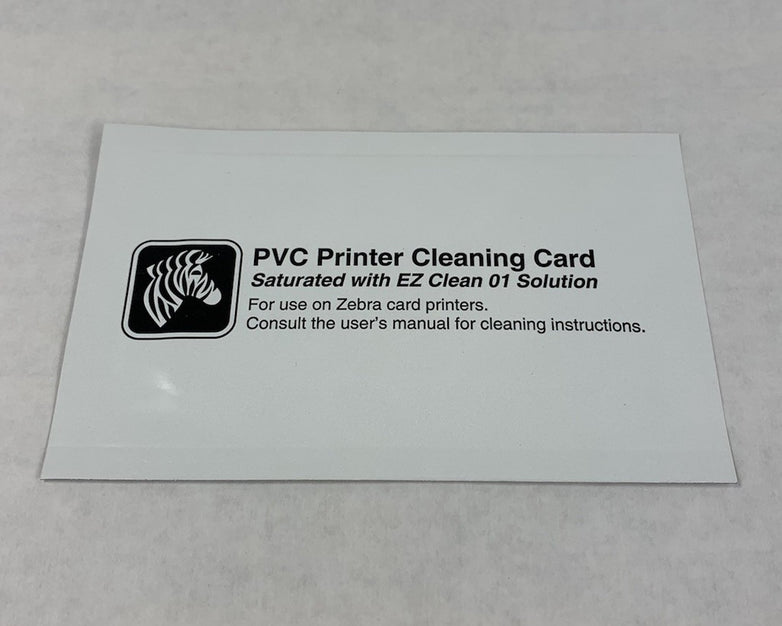 PVC Printer Cleaning Card
Saturated with EZ Clean 01 Solution
For use on Zebra card printers.
Consult the user's manual for cleaning instructions.